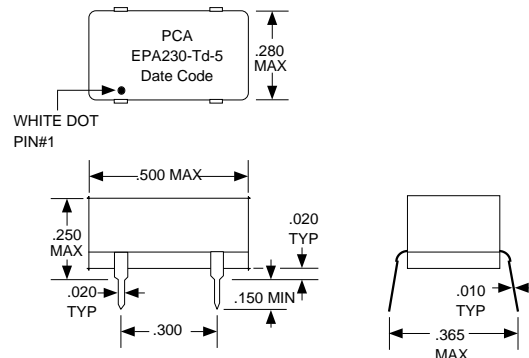 PCA
EPA230-Td-5
Date Code
.280
MAX
WHITE DOT
PIN#1
.500 MAX
.250
MAX
.020
TYP
.020
TYP
.150 MIN
.300
.010
TYP
.365
MAX